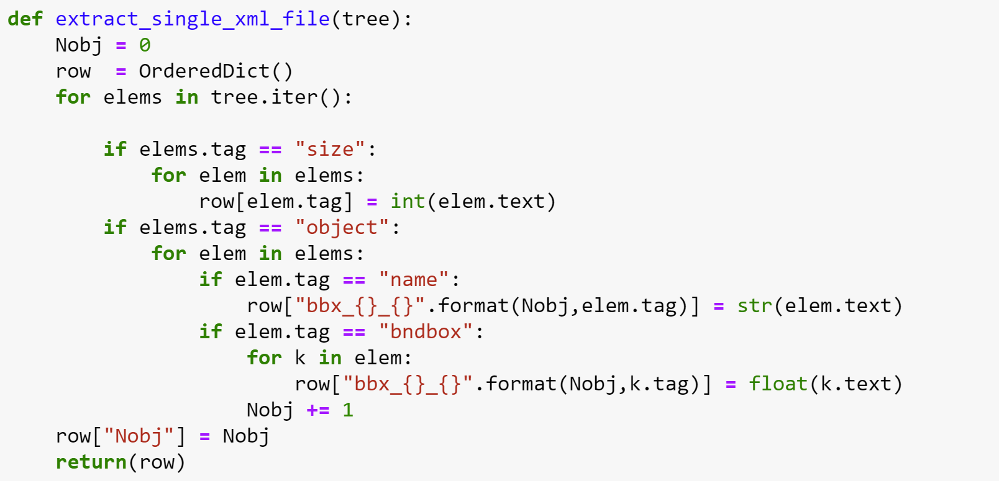 def extract_single_xml_file(tree):
    Nobj = 0
    row  = OrderedDict()
    for elems in tree.iter():

        if elems.tag == "size":
            for elem in elems:
                row[elem.tag] = int(elem.text)
        if elems.tag == "object":
            for elem in elems:
                if elem.tag == "name":
                    row["bbx_{}_{}".format(Nobj,elem.tag)] = str(elem.text)
                if elem.tag == "bndbox":
                    for k in elem:
                        row["bbx_{}_{}".format(Nobj,k.tag)] = float(k.text)
                    Nobj += 1
    row["Nobj"] = Nobj
    return(row)